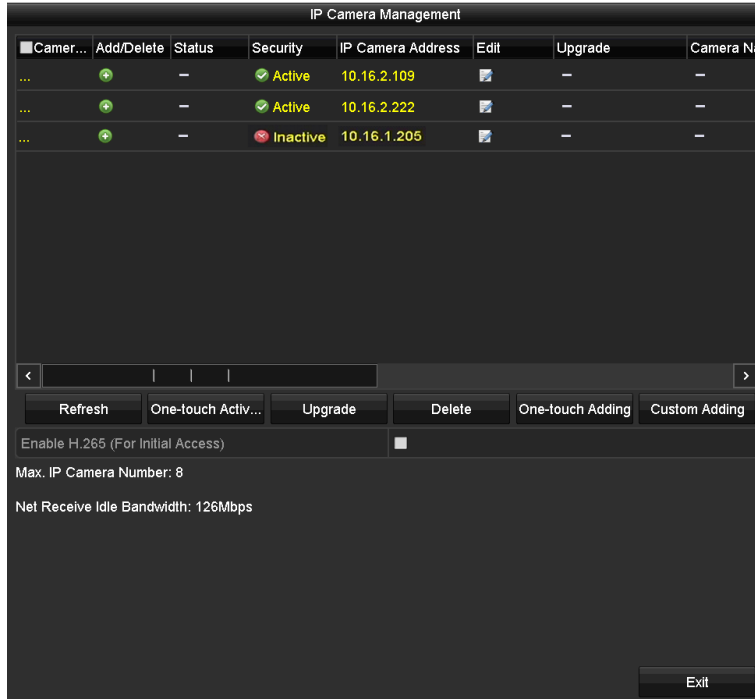 IP Camera Management
Camer... Add/Delete Status Security IP Camera Address Edit Upgrade Camera Na
... – Active 10.16.2.109 – –
... – Active 10.16.2.222 – –
... – Inactive 10.16.1.205 – –
Refresh One-touch Activ... Upgrade Delete One-touch Adding Custom Adding
Enable H.265 (For Initial Access)
Max. IP Camera Number: 8
Net Receive Idle Bandwidth: 126Mbps
Exit